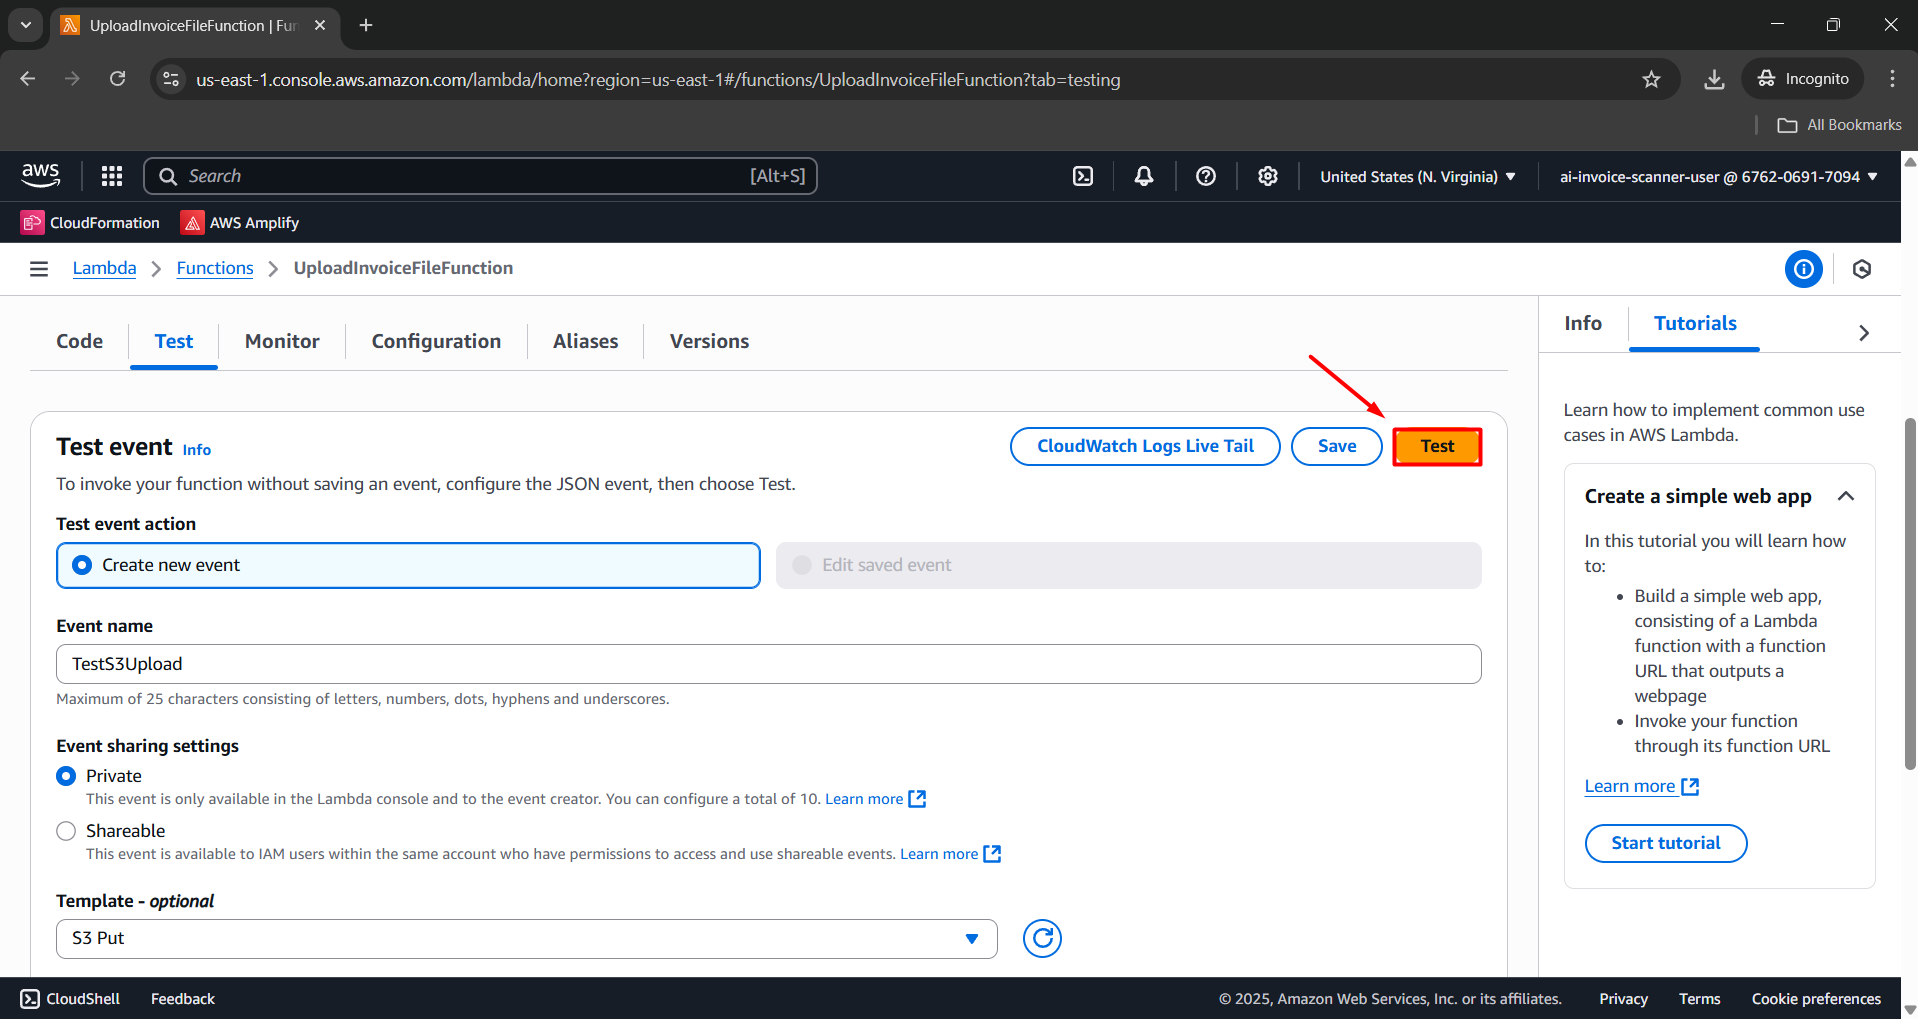 UploadInvoiceFileFunction | Fun
us-east-1.console.aws.amazon.com/lambda/home?region=us-east-1#/functions/UploadInvoiceFileFunction?tab=testing
Incognito
All Bookmarks
aws
Search
[Alt+S]
United States (N. Virginia)
ai-invoice-scanner-user @ 6762-0691-7094
CloudFormation
AWS Amplify
Lambda
Functions
UploadInvoiceFileFunction
Code
Test
Monitor
Configuration
Aliases
Versions
Test event Info
CloudWatch Logs Live Tail
Save
Test
To invoke your function without saving an event, configure the JSON event, then choose Test.
Test event action
Create new event
Edit saved event
Event name
TestS3Upload
Maximum of 25 characters consisting of letters, numbers, dots, hyphens and underscores.
Event sharing settings
Private
This event is only available in the Lambda console and to the event creator. You can configure a total of 10. Learn more
Shareable
This event is available to IAM users within the same account who have permissions to access and use shareable events. Learn more
Template - optional
S3 Put
Info
Tutorials
Learn how to implement common use
cases in AWS Lambda.
Create a simple web app
In this tutorial you will learn how
to:
• Build a simple web app,
consisting of a Lambda
function with a function
URL that outputs a
webpage
• Invoke your function
through its function URL
Learn more
Start tutorial
CloudShell
Feedback
© 2025, Amazon Web Services, Inc. or its affiliates.
Privacy
Terms
Cookie preferences